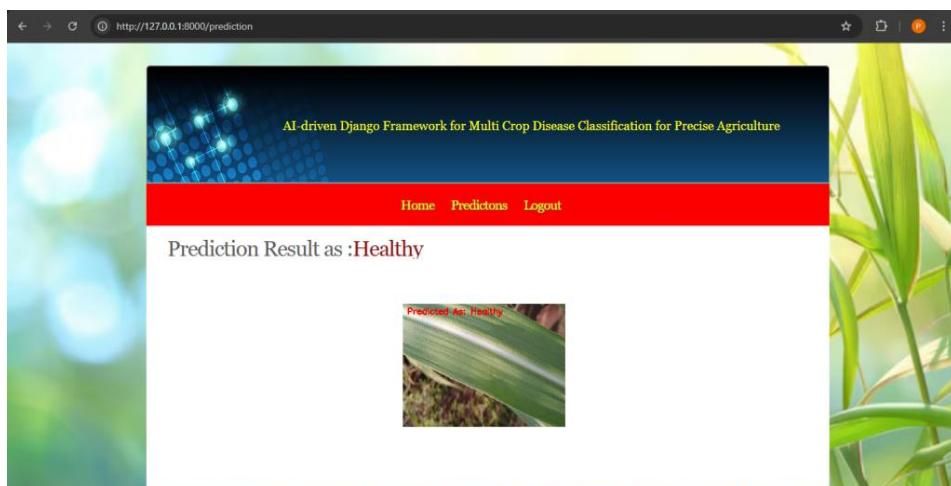 http://127.0.0.1:8000/prediction
P
AI-driven Django Framework for Multi Crop Disease Classification for Precise Agriculture
Home Predictons Logout
Prediction Result as :Healthy
Predicted As: Healthy